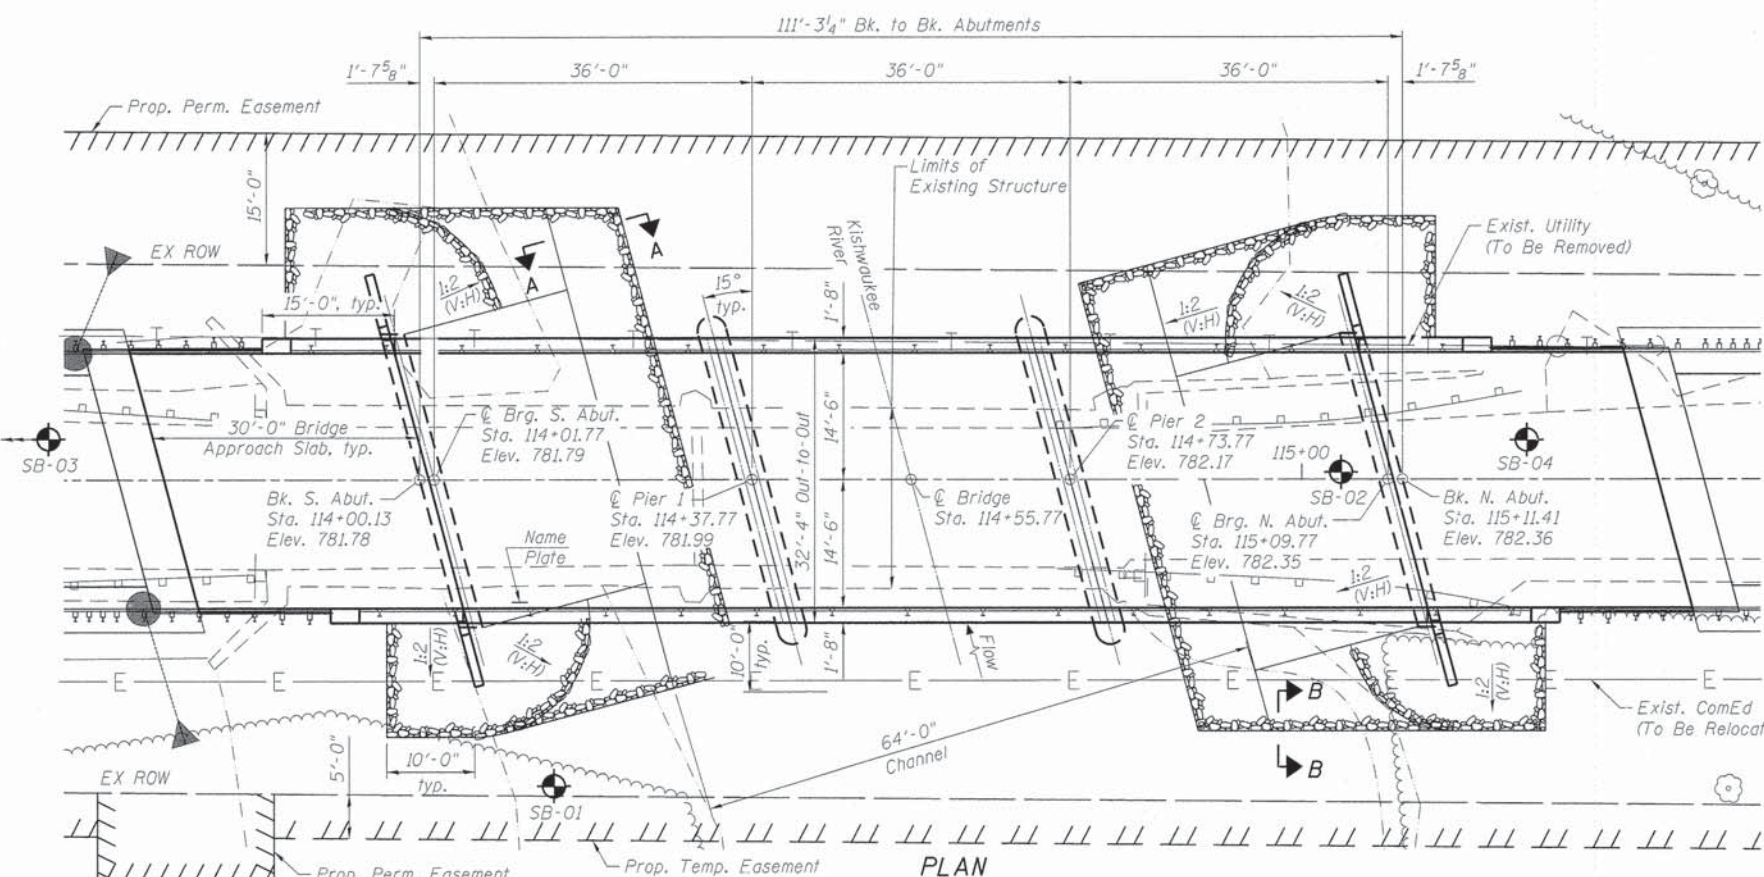 111'-3 1/4" Bk. to Bk. Abutments
1'-7 5/8"
36'-0"
36'-0"
36'-0"
1'-7 5/8"
Prop. Perm. Easement
15'-0"
Limits of
Existing Structure
Kishwaukee
River
A
A
Exist. Utility
(To Be Removed)
EX ROW
1:2
(V:H)
15'-0", typ.
15°
typ.
1'-8"
1:2
(V:H)
1:2
(V:H)
℄ Brg. S. Abut.
Sta. 114+01.77
Elev. 781.79
30'-0" Bridge
Approach Slab, typ.
SB-03
14'-6"
32'-4" Out-to-Out
℄ Pier 2
Sta. 114+73.77
Elev. 782.17
115+00
SB-02
SB-04
Bk. S. Abut.
Sta. 114+00.13
Elev. 781.78
℄ Pier 1
Sta. 114+37.77
Elev. 781.99
℄ Bridge
Sta. 114+55.77
℄ Brg. N. Abut.
Sta. 115+09.77
Elev. 782.35
Bk. N. Abut.
Sta. 115+11.41
Elev. 782.36
Name
Plate
14'-6"
1:2
(V:H)
1:2
(V:H)
1:2
(V:H)
10'-0"
typ.
1'-8"
Flow
1:2
(V:H)
E E E E E E E E E
B
B
64'-0"
Channel
Exist. ComEd
(To Be Relocat
EX ROW
5'-0"
10'-0"
typ.
SB-01
Prop. Perm. Easement
Prop. Temp. Easement
PLAN